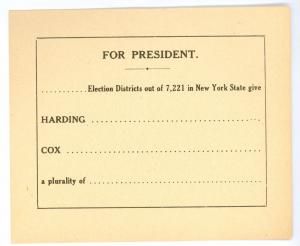 FOR PRESIDENT.
..........Election Districts out of 7,221 in New York State give
HARDING ..........................................
COX ..................................................
a plurality of ..........................................